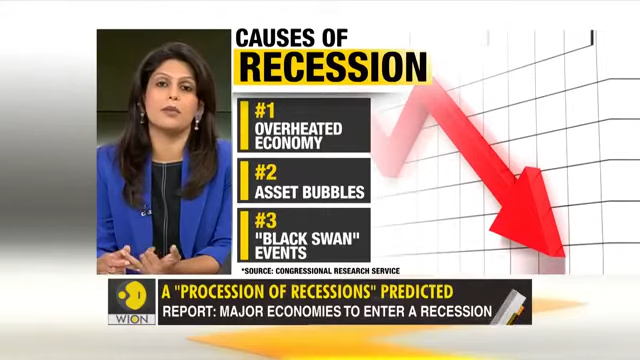 CAUSES OF
RECESSION
#1
OVERHEATED
ECONOMY
#2
ASSET BUBBLES
#3
"BLACK SWAN"
EVENTS
*SOURCE: CONGRESSIONAL RESEARCH SERVICE
A "PROCESSION OF RECESSIONS" PREDICTED
REPORT: MAJOR ECONOMIES TO ENTER A RECESSION
WION